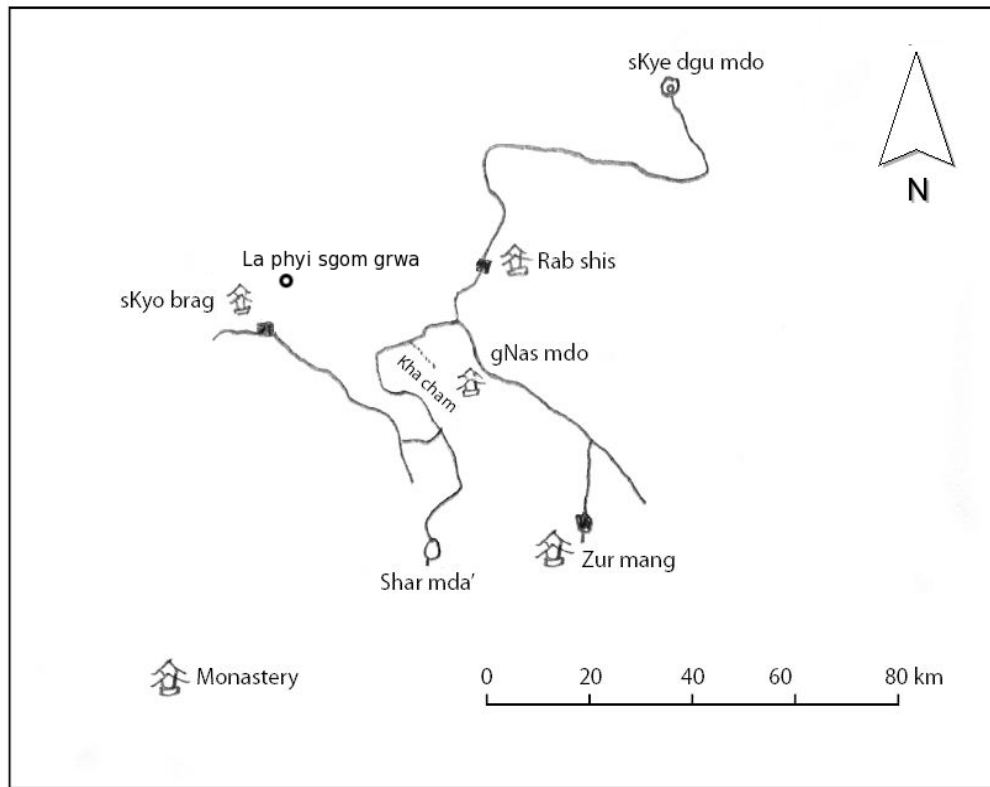 sKye dgu mdo
N
La phyi sgom grwa
Rab shis
sKyo brag
gNas mdo
Kha cham
Zur mang
Shar mda'
Monastery
0 20 40 60 80 km